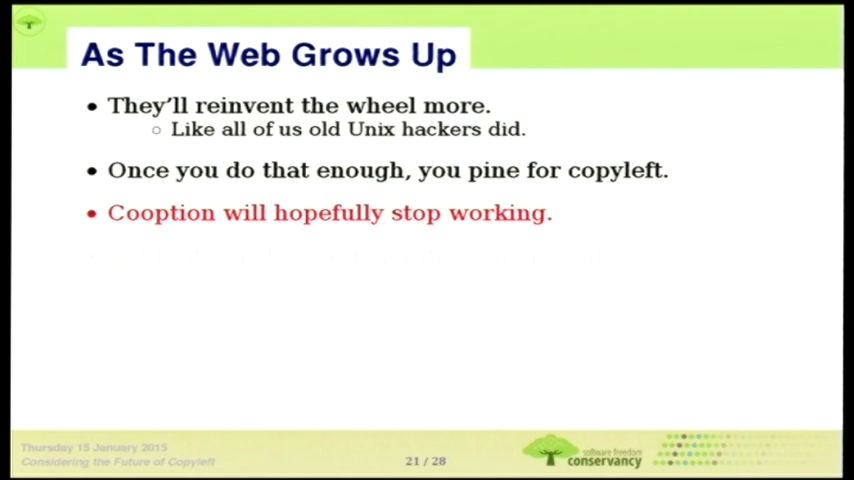 As The Web Grows Up
• They'll reinvent the wheel more.
○ Like all of us old Unix hackers did.
• Once you do that enough, you pine for copyleft.
• Cooption will hopefully stop working.
Thursday 15 January 2015
Considering the Future of Copyleft
21 / 28
software freedom
conservancy